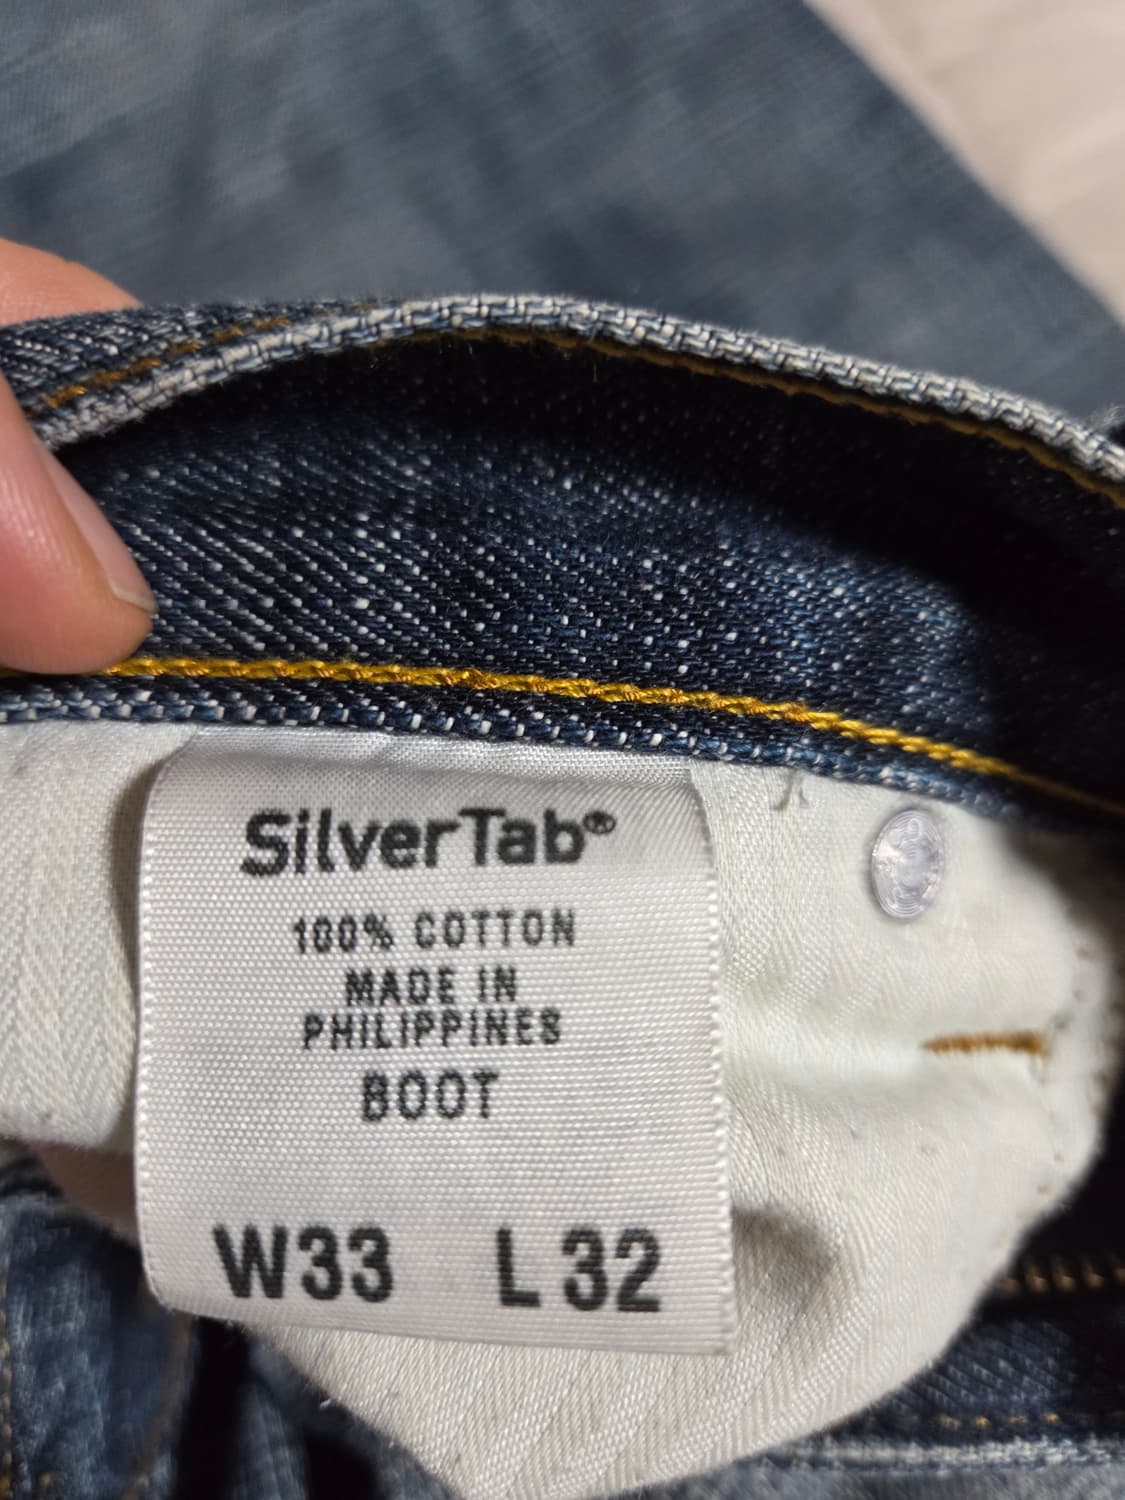 SilverTab®
100% COTTON
MADE IN
PHILIPPINES
BOOT
W33 L32